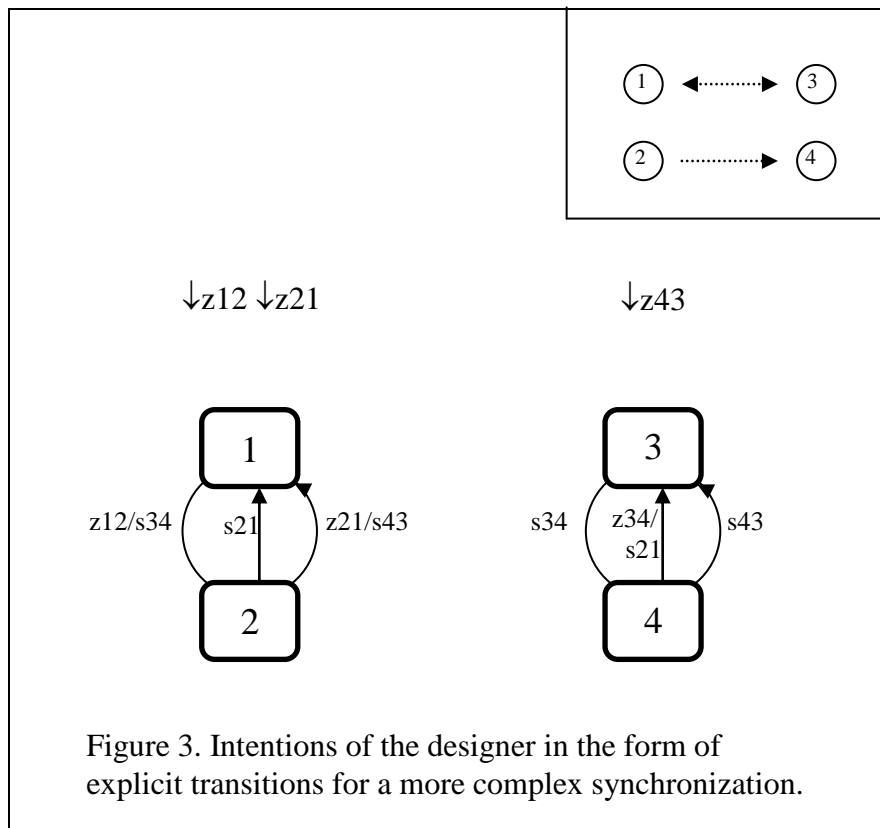 1 3
2 4
↓z12 ↓z21 ↓z43
1 3
z12/s34 s21 z21/s43 s34 z34/ s43
s21
2 4
Figure 3. Intentions of the designer in the form of
explicit transitions for a more complex synchronization.